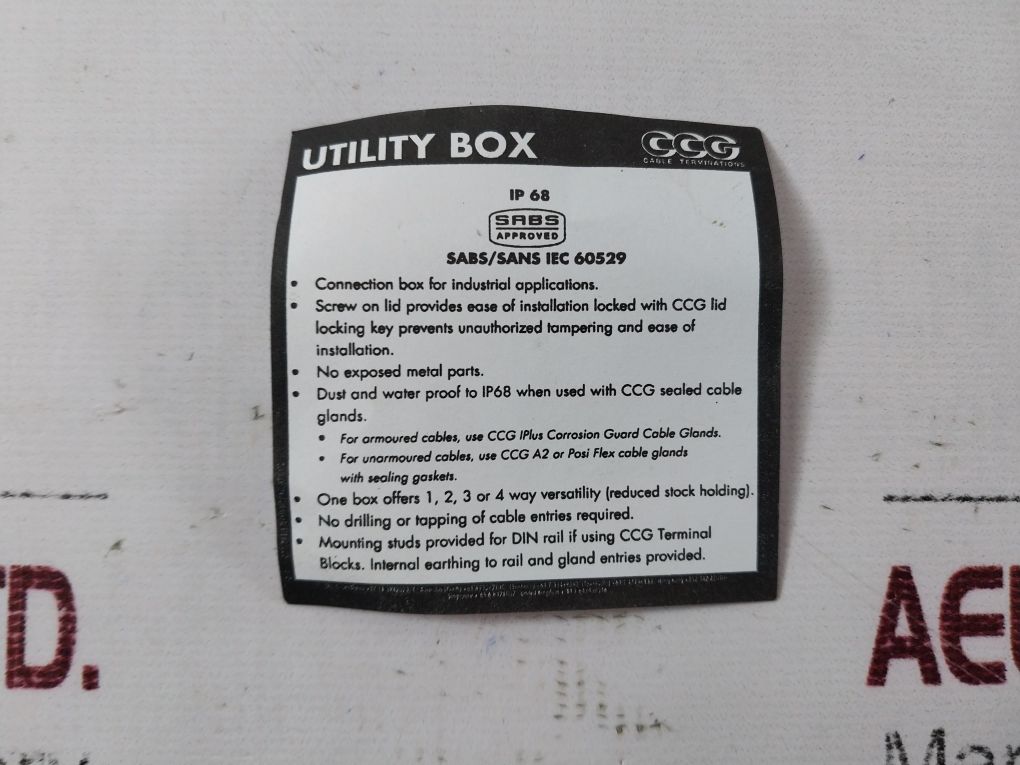 UTILITY BOX
CCG
CABLE TERMINATIONS
IP 68
SABS
APPROVED
SABS/SANS IEC 60529
• Connection box for industrial applications.
• Screw on lid provides ease of installation locked with CCG lid
locking key prevents unauthorized tampering and ease of
installation.
• No exposed metal parts.
• Dust and water proof to IP68 when used with CCG sealed cable
glands.
• For armoured cables, use CCG IPlus Corrosion Guard Cable Glands.
• For unarmoured cables, use CCG A2 or Posi Flex cable glands
with sealing gaskets.
• One box offers 1, 2, 3 or 4 way versatility (reduced stock holding).
• No drilling or tapping of cable entries required.
• Mounting studs provided for DIN rail if using CCG Terminal
Blocks. Internal earthing to rail and gland entries provided.
TD.